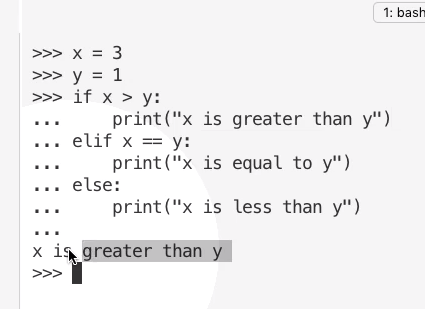 1: bash
>>> x = 3
>>> y = 1
>>> if x > y:
...     print("x is greater than y")
... elif x == y:
...     print("x is equal to y")
... else:
...     print("x is less than y")
...
x is greater than y
>>>